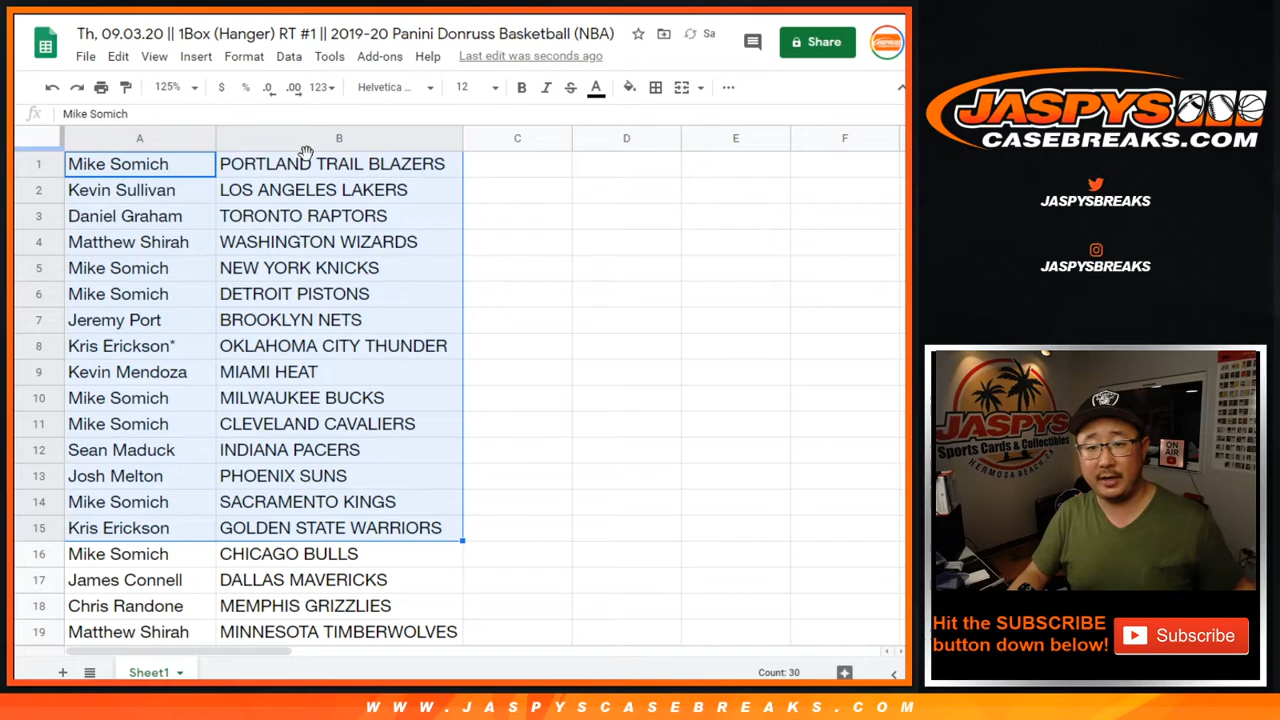 Th, 09.03.20 || 1Box (Hanger) RT #1 || 2019-20 Panini Donruss Basketball (NBA)
Sa
Share
File Edit View Insert Format Data Tools Add-ons Help Last edit was seconds ago
125% $ % .0 .00 123 Helvetica ... 12 B I S A
fx Mike Somich
A B C D E F
1 Mike Somich PORTLAND TRAIL BLAZERS
2 Kevin Sullivan LOS ANGELES LAKERS
3 Daniel Graham TORONTO RAPTORS
4 Matthew Shirah WASHINGTON WIZARDS
5 Mike Somich NEW YORK KNICKS
6 Mike Somich DETROIT PISTONS
7 Jeremy Port BROOKLYN NETS
8 Kris Erickson* OKLAHOMA CITY THUNDER
9 Kevin Mendoza MIAMI HEAT
10 Mike Somich MILWAUKEE BUCKS
11 Mike Somich CLEVELAND CAVALIERS
12 Sean Maduck INDIANA PACERS
13 Josh Melton PHOENIX SUNS
14 Mike Somich SACRAMENTO KINGS
15 Kris Erickson GOLDEN STATE WARRIORS
16 Mike Somich CHICAGO BULLS
17 James Connell DALLAS MAVERICKS
18 Chris Randone MEMPHIS GRIZZLIES
19 Matthew Shirah MINNESOTA TIMBERWOLVES
Sheet1
Count: 30
JASPYS
CASEBREAKS.COM
JASPYSBREAKS
JASPYSBREAKS
JASPY'S
Sports Cards & Collectibles
HERMOSA BEACH, CA
ON AIR
Hit the SUBSCRIBE
button down below!
Subscribe
WWW.JASPYSCASEBREAKS.COM